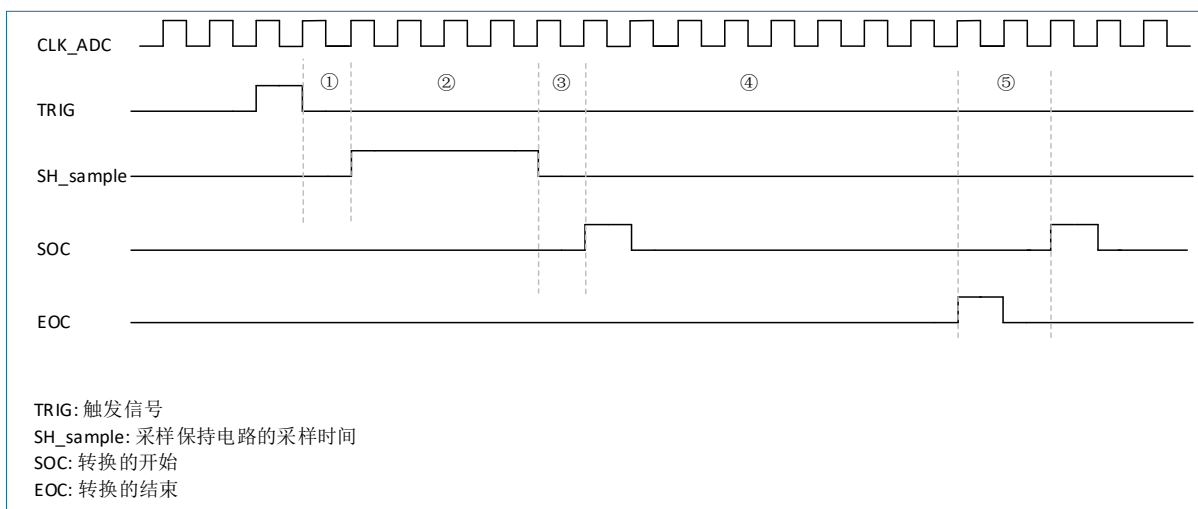 CLK_ADC
① ② ③ ④ ⑤
TRIG
SH_sample
SOC
EOC
TRIG: 触发信号
SH_sample: 采样保持电路的采样时间
SOC: 转换的开始
EOC: 转换的结束